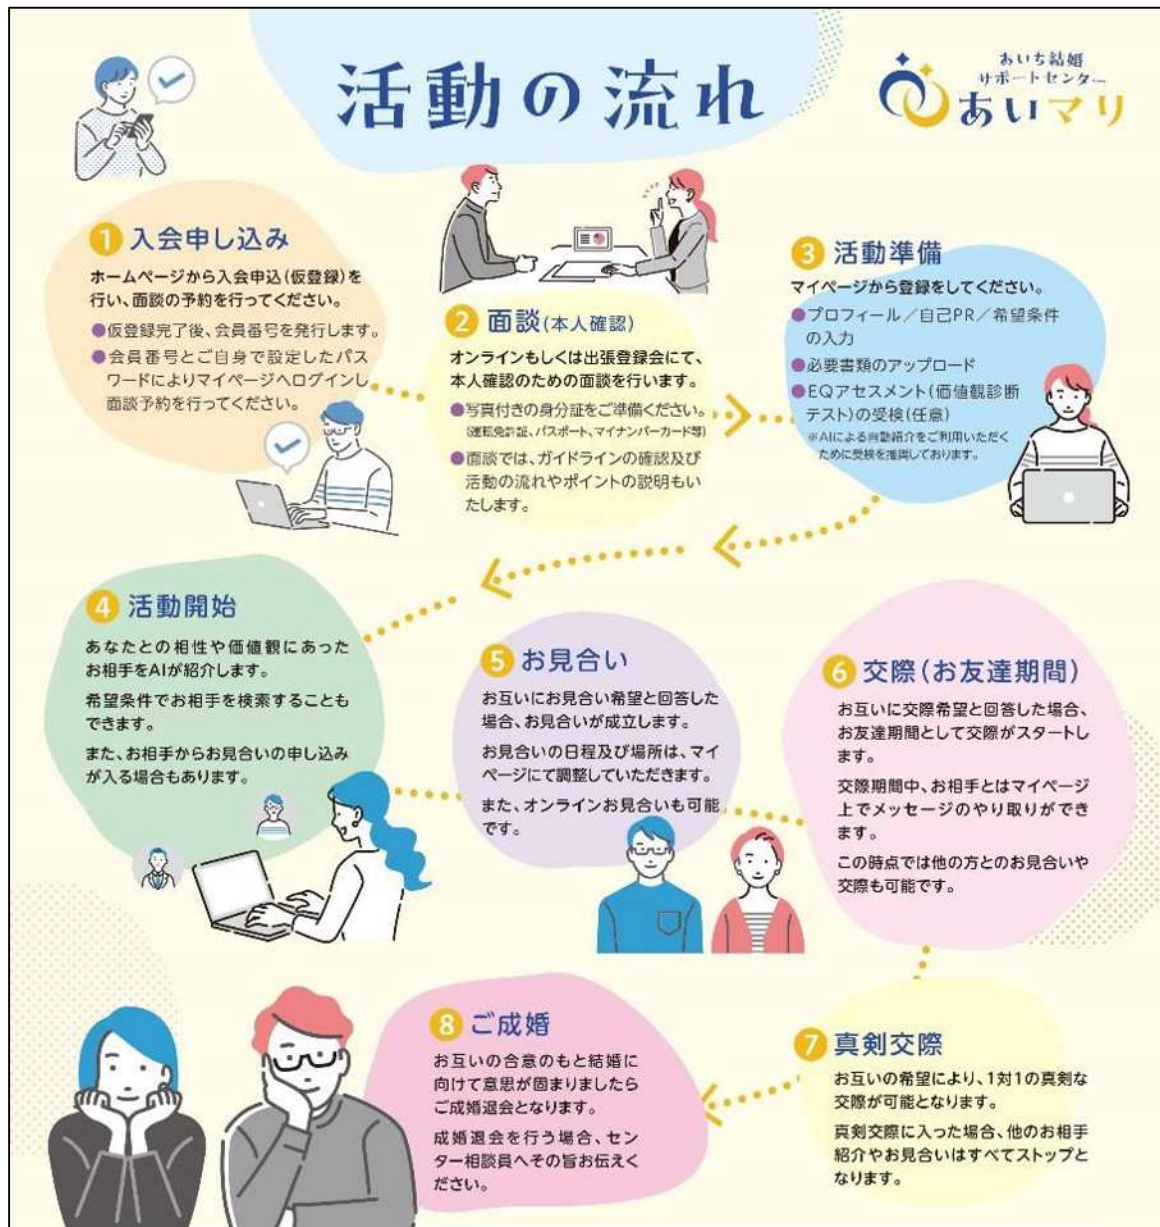 活動の流れ
あいち結婚
サポートセンター
あいマリ
1 入会申し込み
ホームページから入会申込(仮登録)を
行い、面談の予約を行ってください。
●仮登録完了後、会員番号を発行します。
●会員番号とご自身で設定したパス
ワードによりマイページへログインし
面談予約を行ってください。
2 面談(本人確認)
オンラインもしくは出張登録会にて、
本人確認のための面談を行います。
●写真付きの身分証をご準備ください。
(運転免許証、パスポート、マイナンバーカード等)
●面談では、ガイドラインの確認及び
活動の流れやポイントの説明もい
たします。
3 活動準備
マイページから登録をしてください。
●プロフィール／自己PR／希望条件
の入力
●必要書類のアップロード
●EQアセスメント(価値観診断
テスト)の受検(任意)
※AIによる自動紹介をご利用いただく
ために受検を推奨しております。
4 活動開始
あなたとの相性や価値観にあった
お相手をAIが紹介します。
希望条件でお相手を検索することも
できます。
また、お相手からお見合いの申し込み
が入る場合もあります。
5 お見合い
お互いにお見合い希望と回答した
場合、お見合いが成立します。
お見合いの日程及び場所は、マイ
ページにて調整していただきます。
また、オンラインお見合いも可能
です。
6 交際(お友達期間)
お互いに交際希望と回答した場合、
お友達期間として交際がスタートし
ます。
交際期間中、お相手とはマイページ
上でメッセージのやり取りができ
ます。
この時点では他の方とのお見合いや
交際も可能です。
7 真剣交際
お互いの希望により、1対1の真剣な
交際が可能となります。
真剣交際に入った場合、他のお相手
紹介やお見合いはすべてストップと
なります。
8 ご成婚
お互いの合意のもと結婚に
向けて意思が固まりましたら
ご成婚退会となります。
成婚退会を行う場合、セン
ター相談員へその旨お伝えく
ださい。